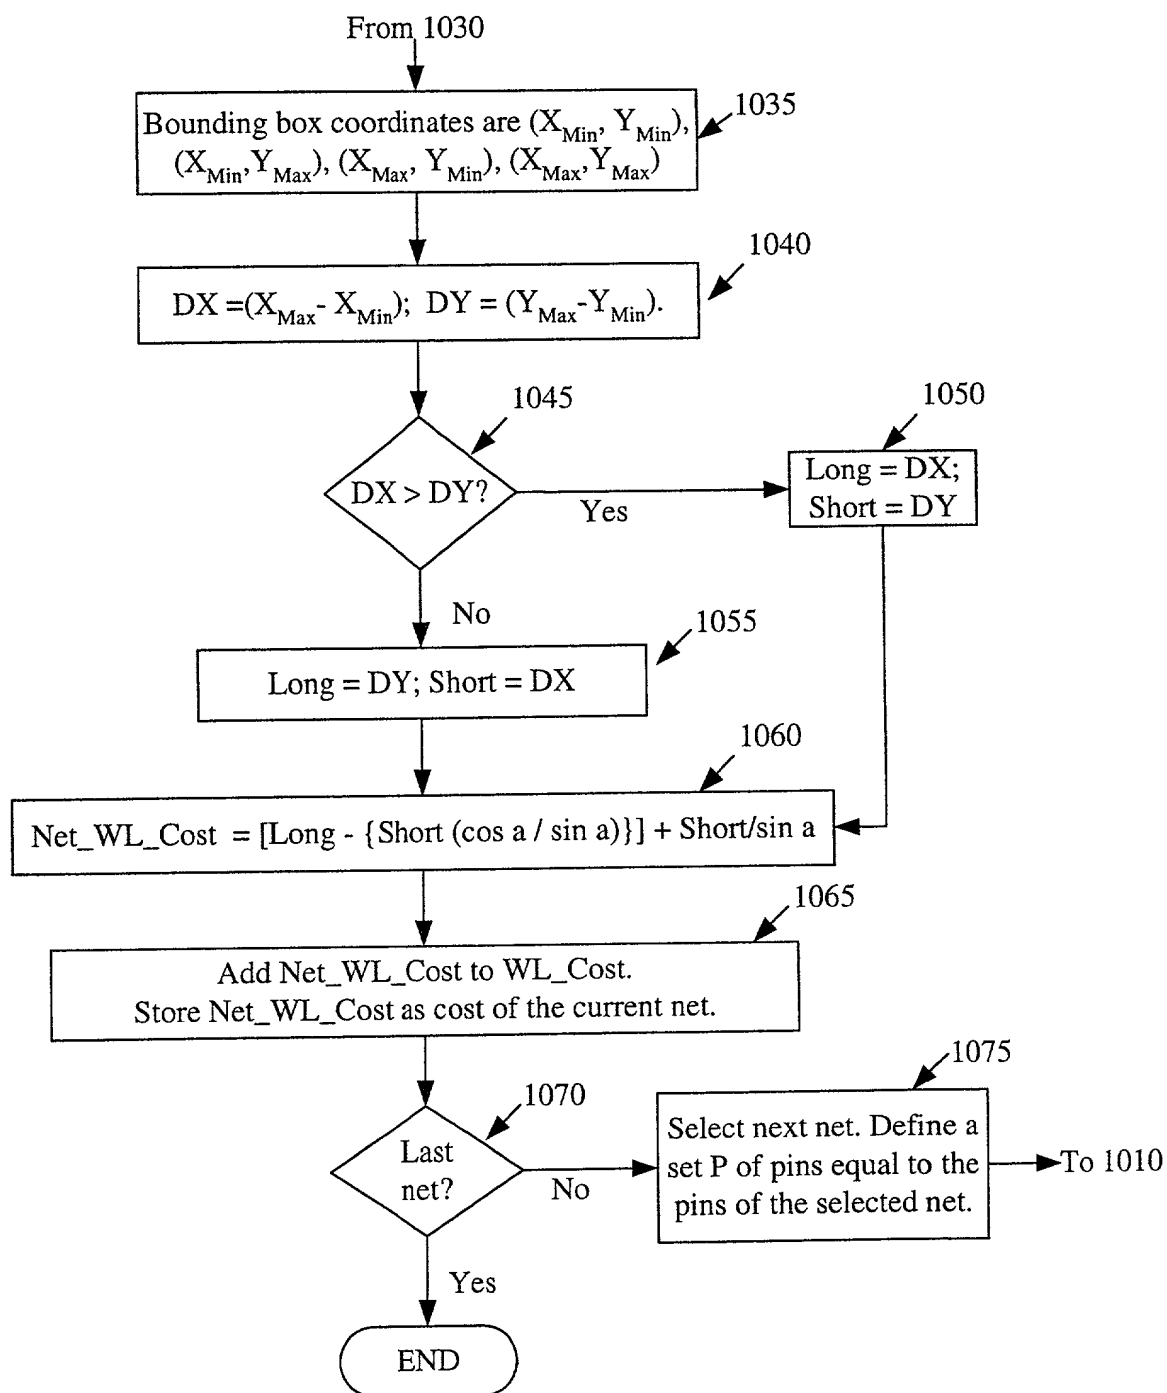 From 1030
1035
Bounding box coordinates are (X_Min, Y_Min),
(X_Min,Y_Max), (X_Max, Y_Min), (X_Max,Y_Max)
1040
DX =(X_Max- X_Min); DY = (Y_Max-Y_Min).
1045
DX > DY?
Yes
1050
Long = DX;
Short = DY
No
1055
Long = DY; Short = DX
1060
Net_WL_Cost = [Long - {Short (cos a / sin a)}] + Short/sin a
1065
Add Net_WL_Cost to WL_Cost.
Store Net_WL_Cost as cost of the current net.
1070
Last
net?
No
1075
Select next net. Define a
set P of pins equal to the
pins of the selected net.
To 1010
Yes
END